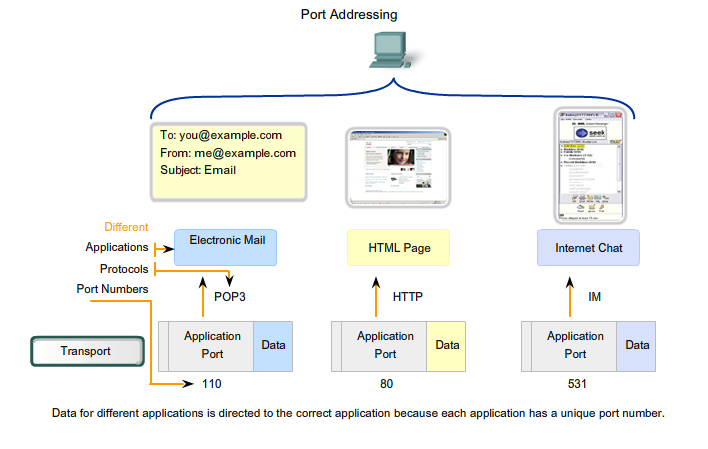 Port Addressing
To: you@example.com
From: me@example.com
Subject: Email
seek
Different
Applications
Protocols
Port Numbers
Electronic Mail
HTML Page
Internet Chat
POP3
HTTP
IM
Transport
Application
Port
Data
Application
Port
Data
Application
Port
Data
110
80
531
Data for different applications is directed to the correct application because each application has a unique port number.